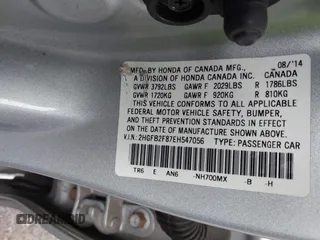 MFD.BY HONDA OF CANADA MFG., 08/'14
A DIVISION OF HONDA CANADA INC. CANADA
GVWR 3792LBS GAWR F 2029LBS R 1786LBS
GVWR 1720KG GAWR F 920KG R 810KG
THIS VEHICLE CONFORMS TO ALL APPLICABLE
FEDERAL MOTOR VEHICLE SAFETY, BUMPER,
AND THEFT PREVENTION STANDARDS IN EFFECT
ON THE DATE OF MANUFACTURE SHOWN ABOVE.
V.I.N.: 2HGFB2F87EH547056 TYPE: PASSENGER CAR
TR6 E AN6 -NH700MX -B -H
DRIVEAMID.COM